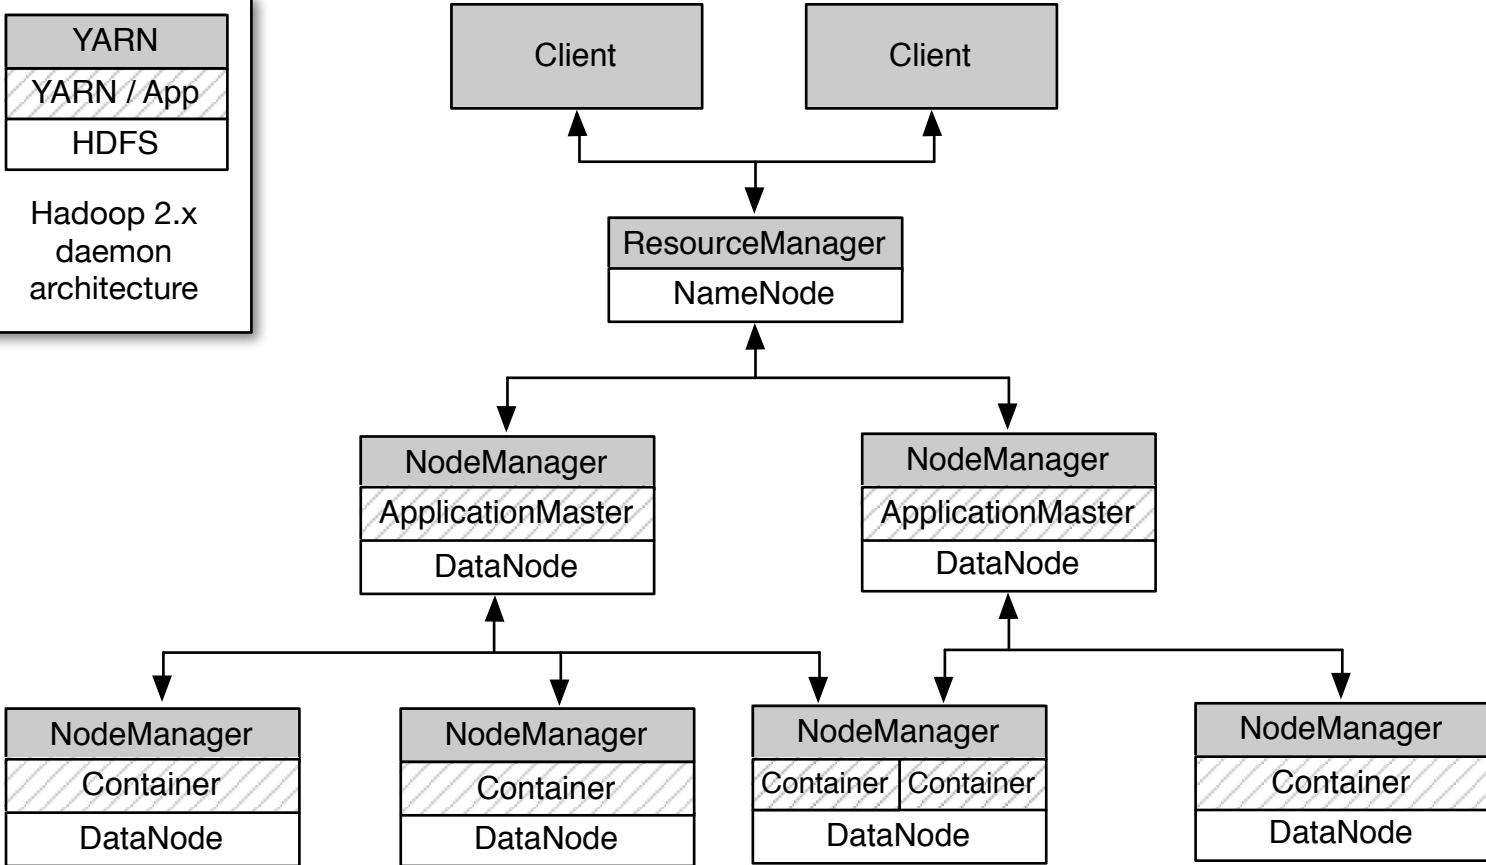 YARN
YARN / App
HDFS
Hadoop 2.x
daemon
architecture
Client
Client
ResourceManager
NameNode
NodeManager
ApplicationMaster
DataNode
NodeManager
ApplicationMaster
DataNode
NodeManager
Container
DataNode
NodeManager
Container
DataNode
NodeManager
Container Container
DataNode
NodeManager
Container
DataNode